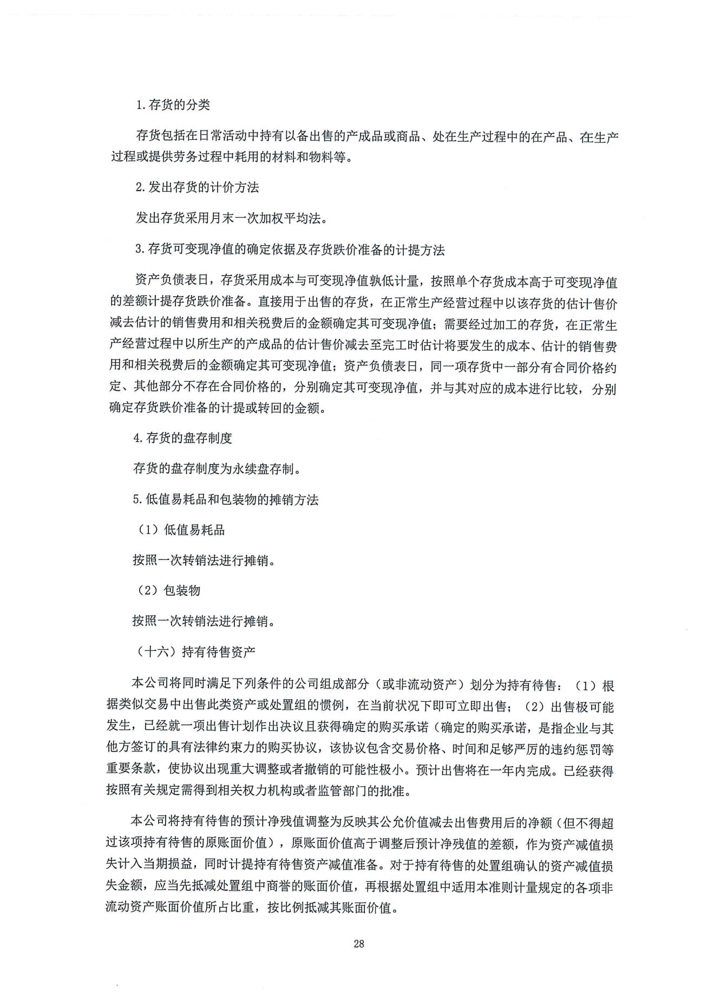 1.存货的分类
存货包括在日常活动中持有以备出售的产成品或商品、处在生产过程中的在产品、在生产
过程或提供劳务过程中耗用的材料和物料等。
2.发出存货的计价方法
发出存货采用月末一次加权平均法。
3.存货可变现净值的确定依据及存货跌价准备的计提方法
资产负债表日，存货采用成本与可变现净值孰低计量，按照单个存货成本高于可变现净值
的差额计提存货跌价准备。直接用于出售的存货，在正常生产经营过程中以该存货的估计售价
减去估计的销售费用和相关税费后的金额确定其可变现净值；需要经过加工的存货，在正常生
产经营过程中以所生产的产成品的估计售价减去至完工时估计将要发生的成本、估计的销售费
用和相关税费后的金额确定其可变现净值；资产负债表日，同一项存货中一部分有合同价格约
定、其他部分不存在合同价格的，分别确定其可变现净值，并与其对应的成本进行比较，分别
确定存货跌价准备的计提或转回的金额。
4.存货的盘存制度
存货的盘存制度为永续盘存制。
5.低值易耗品和包装物的摊销方法
（1）低值易耗品
按照一次转销法进行摊销。
（2）包装物
按照一次转销法进行摊销。
（十六）持有待售资产
本公司将同时满足下列条件的公司组成部分（或非流动资产）划分为持有待售：（1）根
据类似交易中出售此类资产或处置组的惯例，在当前状况下即可立即出售；（2）出售极可能
发生，已经就一项出售计划作出决议且获得确定的购买承诺（确定的购买承诺，是指企业与其
他方签订的具有法律约束力的购买协议，该协议包含交易价格、时间和足够严厉的违约惩罚等
重要条款，使协议出现重大调整或者撤销的可能性极小。预计出售将在一年内完成。已经获得
按照有关规定需得到相关权力机构或者监管部门的批准。
本公司将持有待售的预计净残值调整为反映其公允价值减去出售费用后的净额（但不得超
过该项持有待售的原账面价值），原账面价值高于调整后预计净残值的差额，作为资产减值损
失计入当期损益，同时计提持有待售资产减值准备。对于持有待售的处置组确认的资产减值损
失金额，应当先抵减处置组中商誉的账面价值，再根据处置组中适用本准则计量规定的各项非
流动资产账面价值所占比重，按比例抵减其账面价值。
28